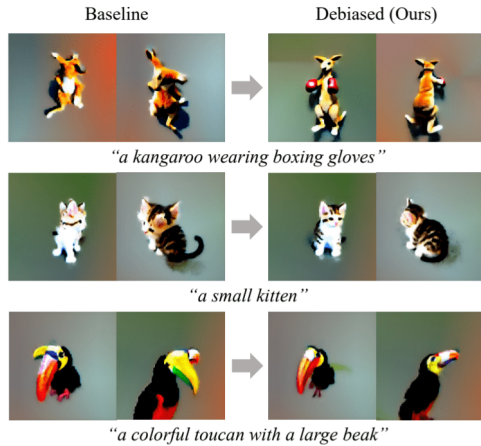 Baseline Debiased (Ours)
“a kangaroo wearing boxing gloves”
“a small kitten”
“a colorful toucan with a large beak”